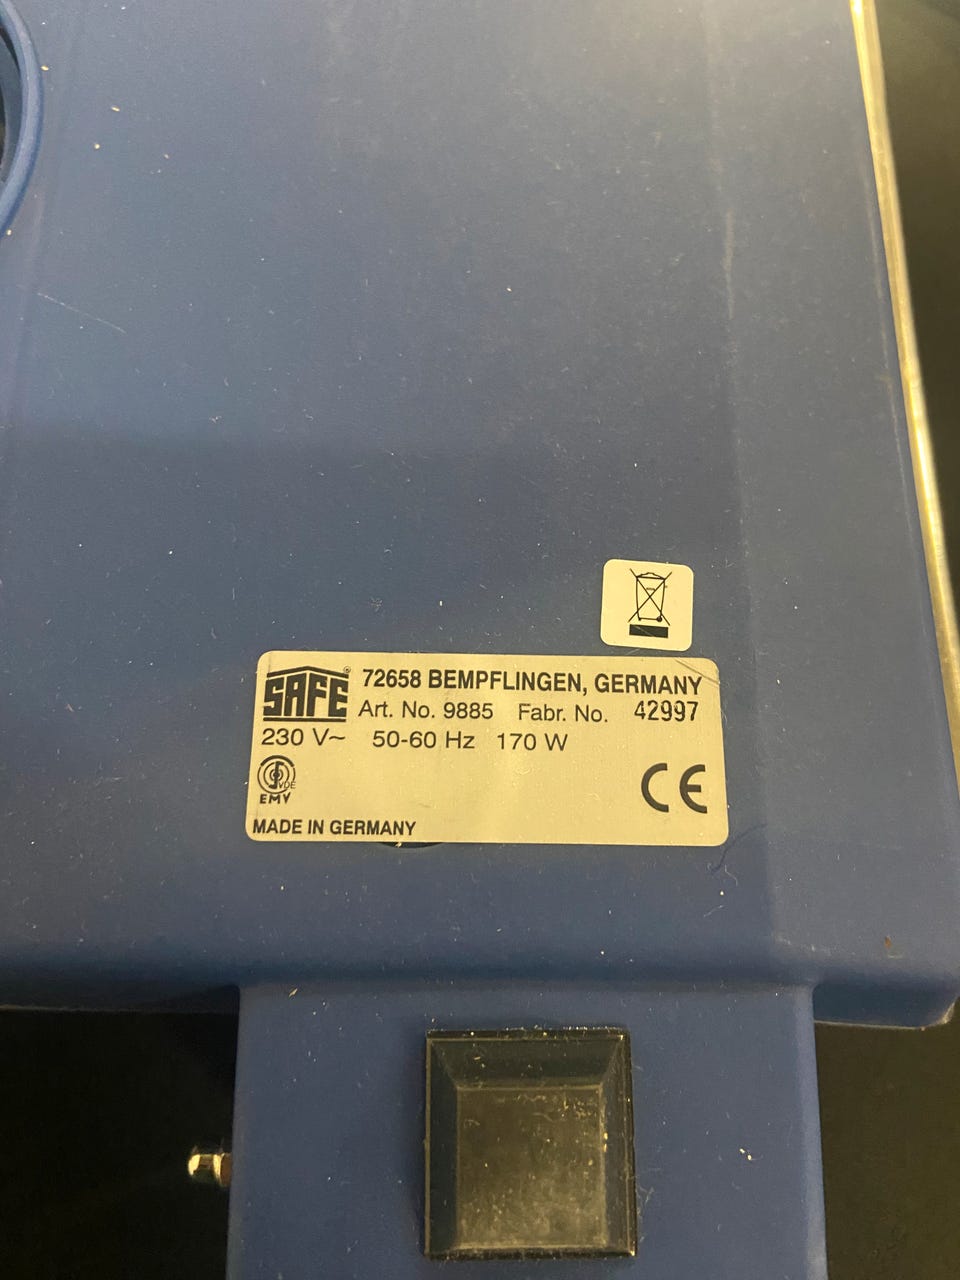 SAFE® 72658 BEMPFLINGEN, GERMANY
Art. No. 9885 Fabr. No. 42997
230 V~ 50-60 Hz 170 W
VDE
EMV
CE
MADE IN GERMANY